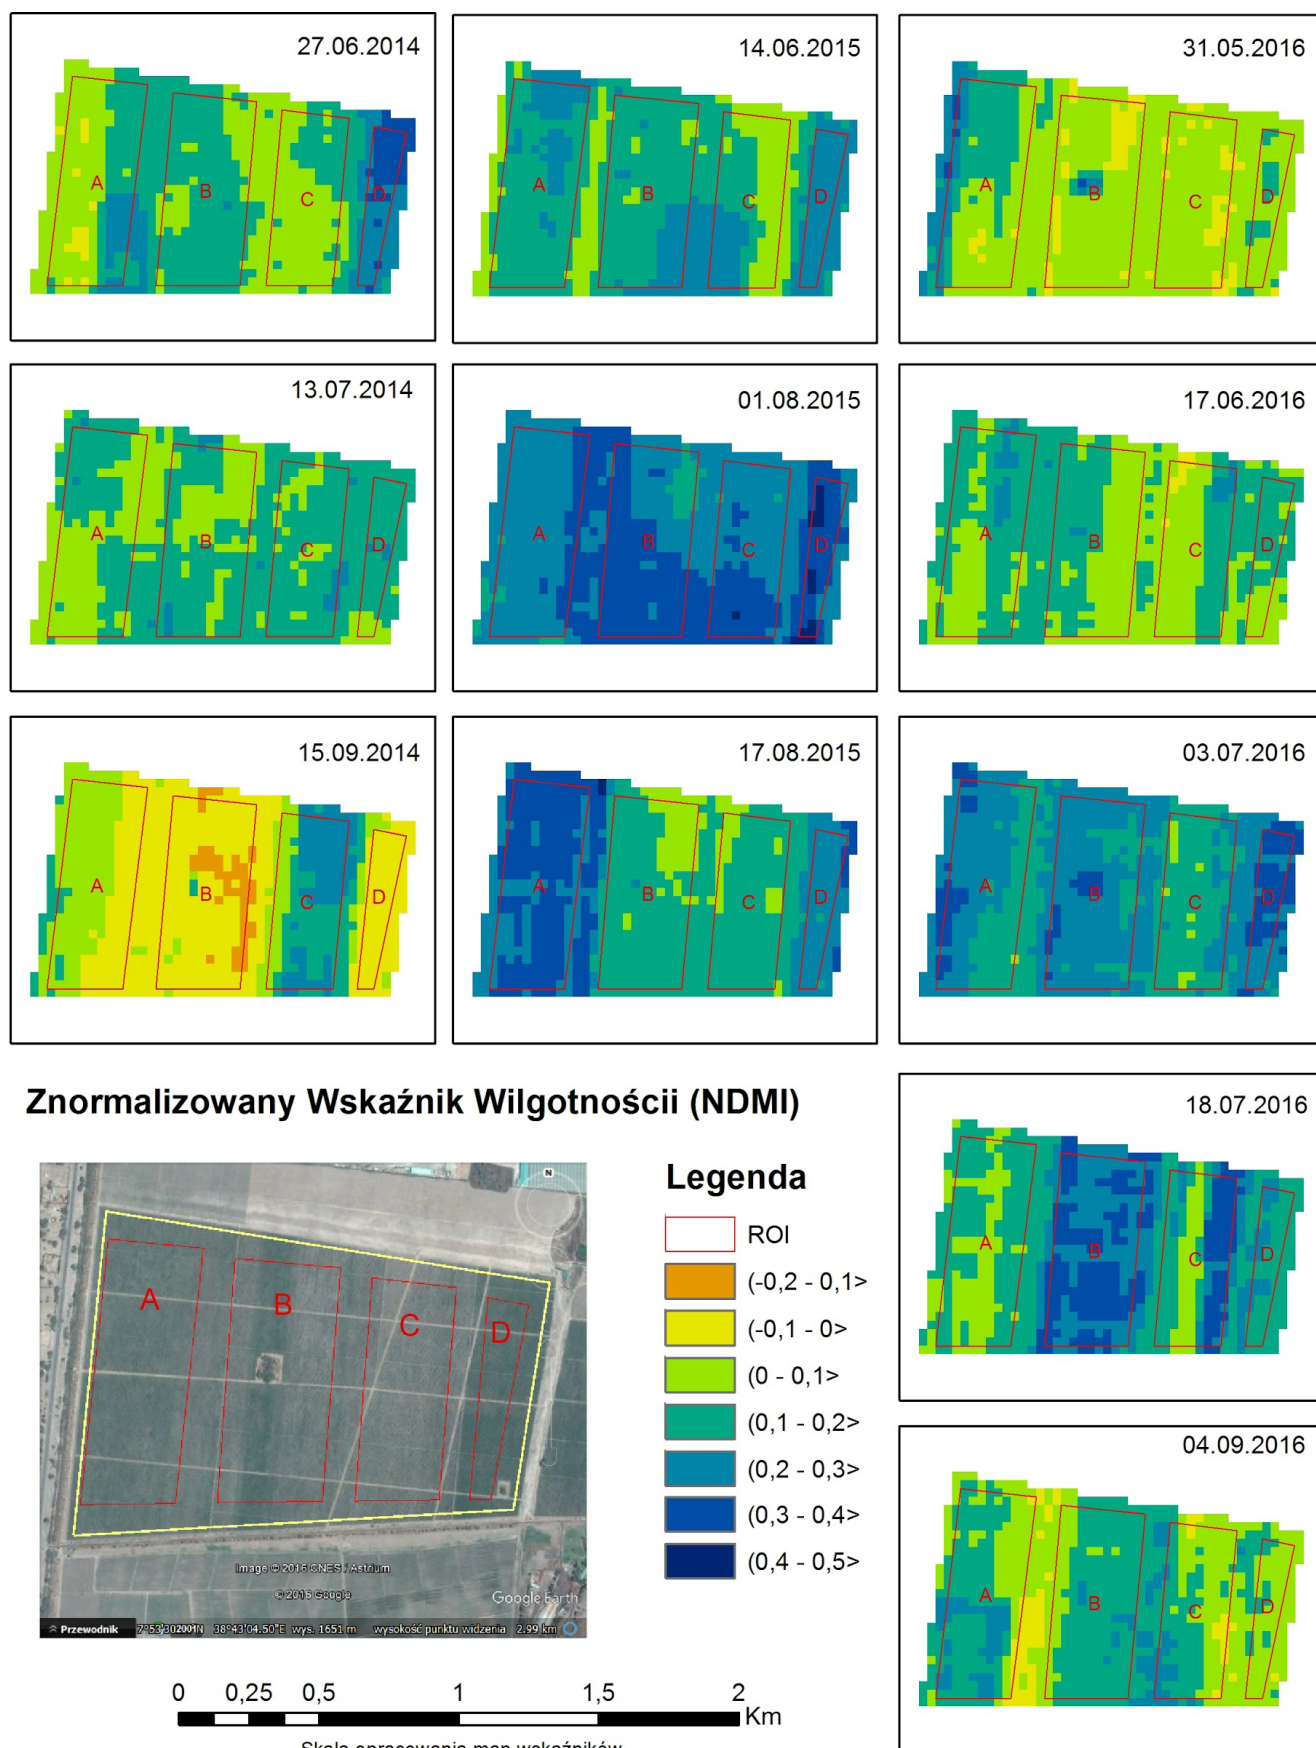 27.06.2014
14.06.2015
31.05.2016
A
B
C
D
A
B
C
D
A
B
C
D
13.07.2014
01.08.2015
17.06.2016
A
B
C
D
A
B
C
D
A
B
C
D
15.09.2014
17.08.2015
03.07.2016
A
B
C
D
A
B
C
D
A
B
C
D
Znormalizowany Wskaźnik Wilgotnościi (NDMI)
18.07.2016
A
B
C
D
A
B
C
D
Image © 2016 CNES / Astrium
© 2016 Google
Google Earth
Przewodnik
38°43'04.50"E wys. 1651 m wysokość punktu widzenia 2.99 km
N
Legenda
ROI
(-0,2 - 0,1>
(-0,1 - 0>
(0 - 0,1>
(0,1 - 0,2>
(0,2 - 0,3>
(0,3 - 0,4>
(0,4 - 0,5>
04.09.2016
A
B
C
D
0 0,25 0,5 1 1,5 2
Km